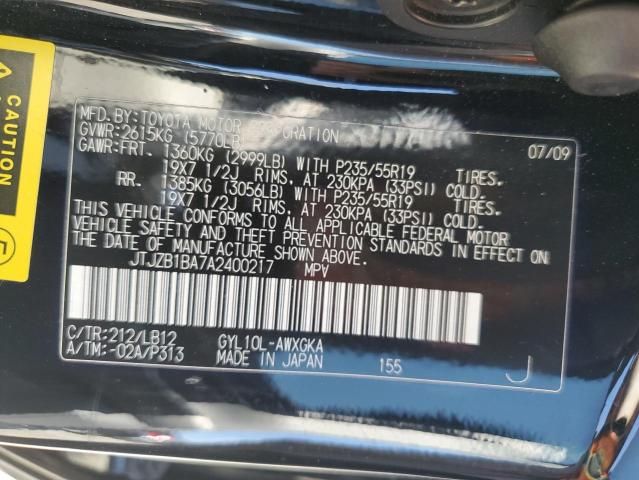 CAUTION
MFD.BY:TOYOTA MOTOR CORPORATION 07/09
GVWR:2615KG (5770LB)
GAWR:FRT. 1360KG (2999LB) WITH P235/55R19 TIRES.
19X7 1/2J RIMS, AT 230KPA (33PSI) COLD.
RR. 1385KG (3056LB) WITH P235/55R19 TIRES.
19X7 1/2J RIMS, AT 230KPA (33PSI) COLD.
THIS VEHICLE CONFORMS TO ALL APPLICABLE FEDERAL MOTOR
VEHICLE SAFETY AND THEFT PREVENTION STANDARDS IN EFFECT ON
THE DATE OF MANUFACTURE SHOWN ABOVE.
JTJZB1BA7A2400217 MPV
C/TR:212/LB12 GYL10L-AWXGKA
A/TM:-02A/P313 MADE IN JAPAN 155 J